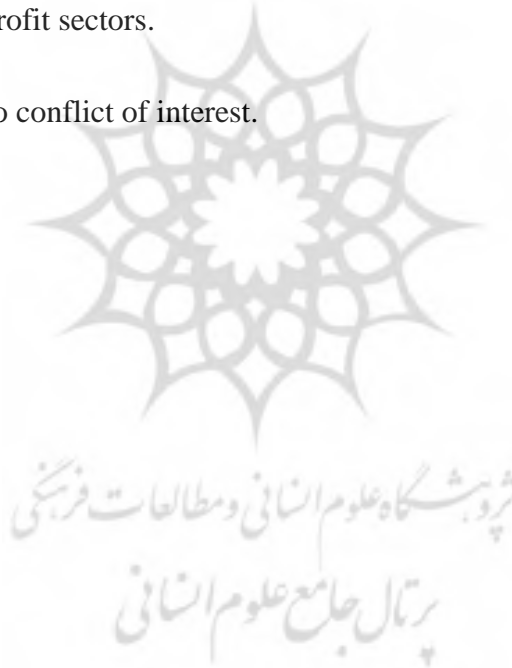 rofit sectors.
o conflict of interest.
پژوهشگاه علوم انسانی و مطالعات فرهنگی
پرتال جامع علوم انسانی